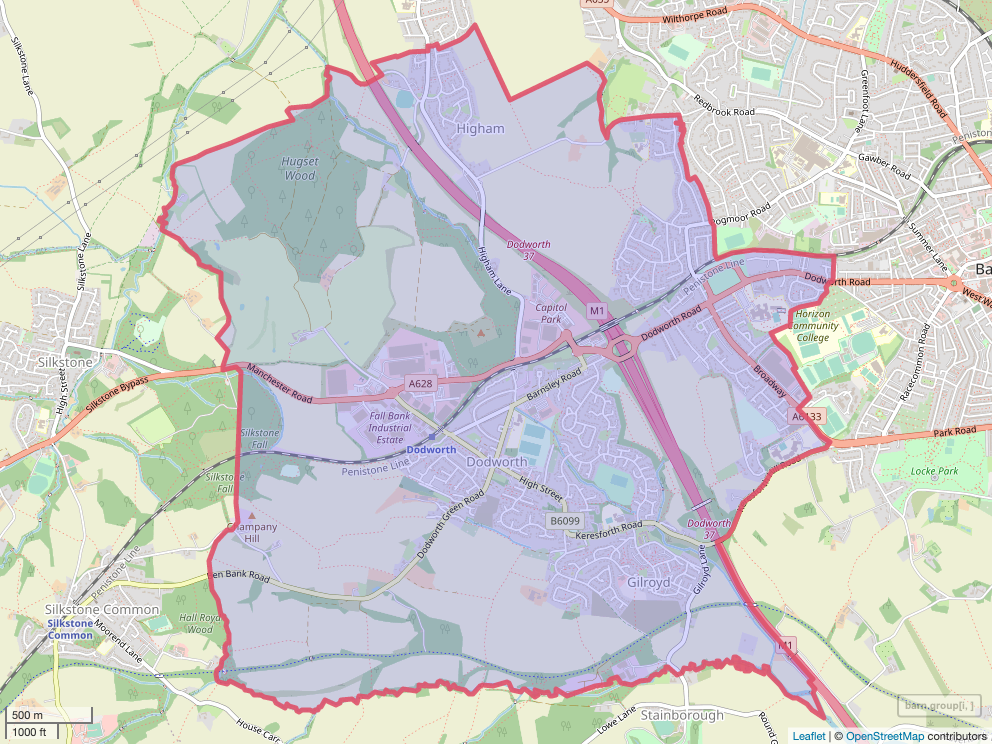 A635
Wilthorpe Road
Silkstone Lane
Huddersfield Road
Greenfoot Lane
Redbrook Road
Higham
Penistone
Gawber Road
Hugset
Wood
ogmoor Road
Summer Lane
Silkstone Lane
Dodworth
37
Higham Lane
Penistone Line
Ba
Dodworth Road
West Wa
Capitol
Park
M1
Dodworth Road
Horizon
Community
College
Silkstone
High Street
Silkstone Bypass
Manchester Road
A628
Barnsley Road
Broadway
Racecommon Road
A6133
Park Road
Fall Bank
Industrial
Estate
Silkstone
Fall
Dodworth
Penistone Line
Dodworth
Locke Park
Silkstone
Fall
High Street
Champany
Hill
Dodworth Green Road
B6099
Keresforth Road
Dodworth
37
Penistone Line
en Bank Road
Gilroyd
Gilroyd Lane
Silkstone Common
Silkstone
Common
Moorend Lane
Hall Royd
Wood
M1
500 m
1000 ft
House Carr
Lowe Lane
Stainborough
Round G
Barn.group[i, ]
Leaflet | © OpenStreetMap contributors